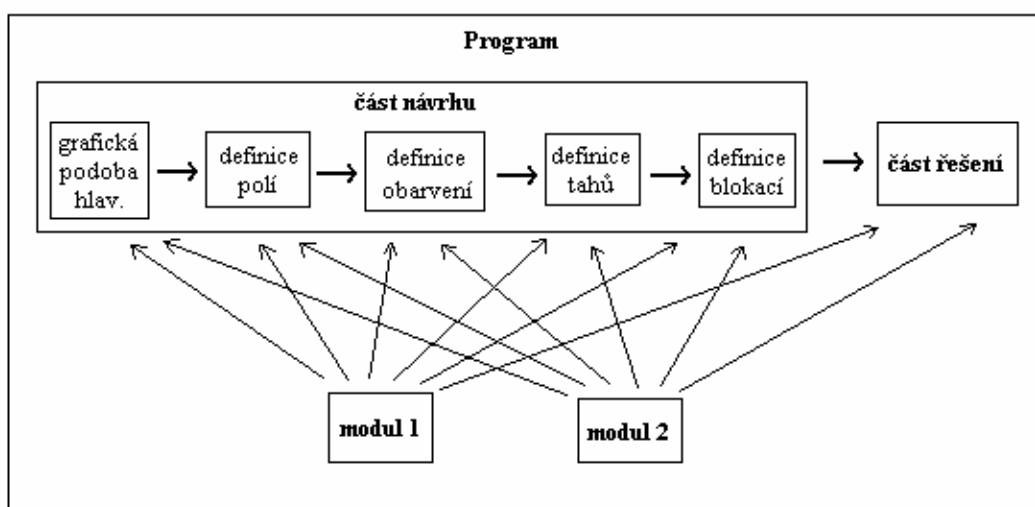 Program
část návrhu
grafická
podoba
hlav.
definice
polí
definice
obarvení
definice
tahů
definice
blokací
část řešení
modul 1
modul 2